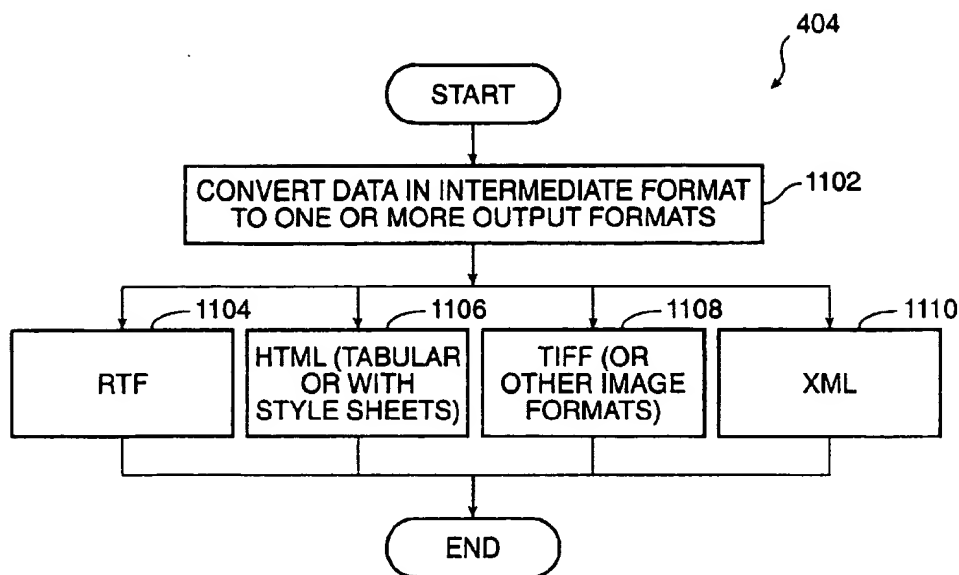 404
START
CONVERT DATA IN INTERMEDIATE FORMAT
TO ONE OR MORE OUTPUT FORMATS
1102
1104
1106
1108
1110
RTF
HTML (TABULAR
OR WITH
STYLE SHEETS)
TIFF (OR
OTHER IMAGE
FORMATS)
XML
END